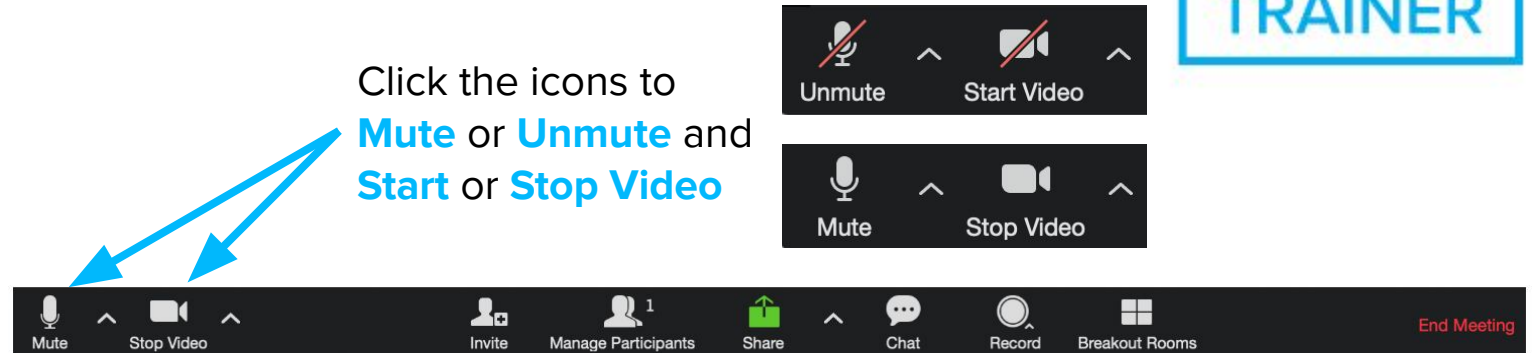 TRAINER
Click the icons to
Mute or Unmute and
Start or Stop Video
Unmute Start Video
Mute Stop Video
Mute Stop Video Invite Manage Participants 1 Share Chat Record Breakout Rooms End Meeting